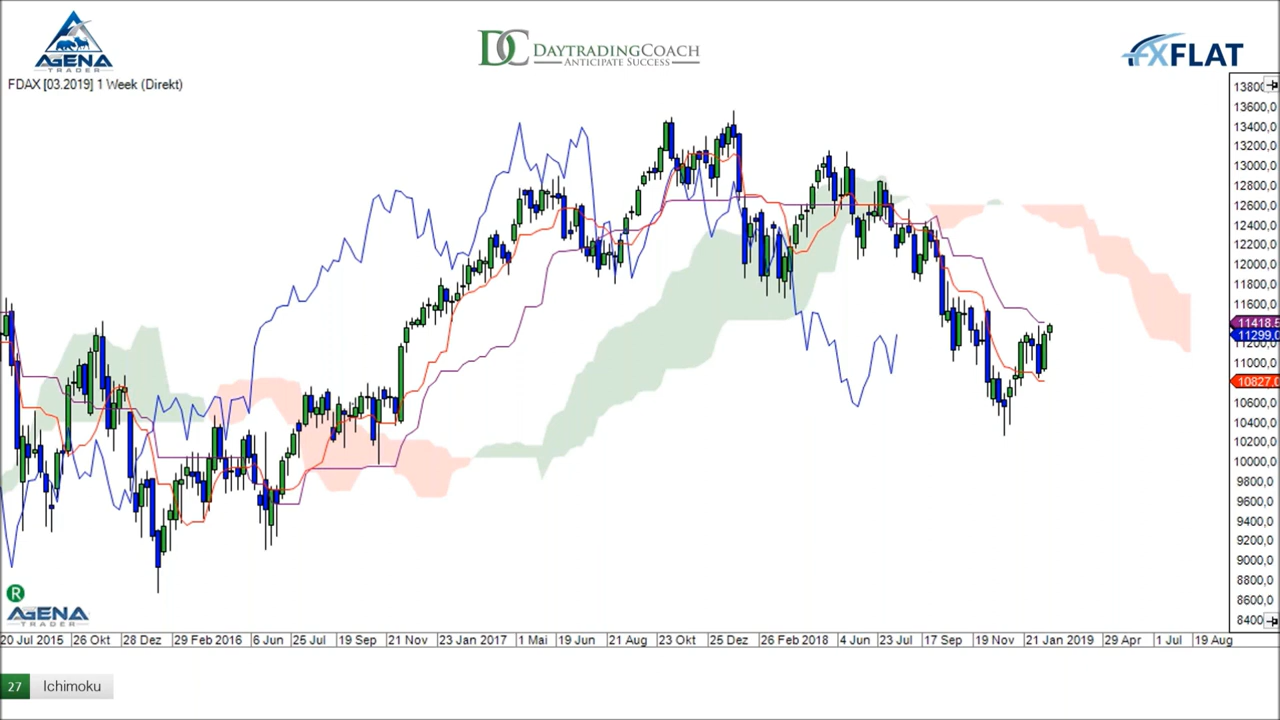 AGENA
TRADER
DC DAYTRADINGCOACH
ANTICIPATE SUCCESS
FXFLAT
FDAX [03.2019] 1 Week (Direkt)
13800
13600,0
13400,0
13200,0
13000,0
12800,0
12600,0
12400,0
12200,0
12000,0
11800,0
11600,0
11418.5
11299,0
11200,0
11000,0
10827,0
10600,0
10400,0
10200,0
10000,0
9800,0
9600,0
9400,0
9200,0
9000,0
8800,0
8600,0
8400
R
AGENA
TRADER
20 Jul 2015 26 Okt 28 Dez 29 Feb 2016 6 Jun 25 Jul 19 Sep 21 Nov 23 Jan 2017 1 Mai 19 Jun 21 Aug 23 Okt 25 Dez 26 Feb 2018 4 Jun 23 Jul 17 Sep 19 Nov 21 Jan 2019 29 Apr 1 Jul 19 Aug
27 Ichimoku